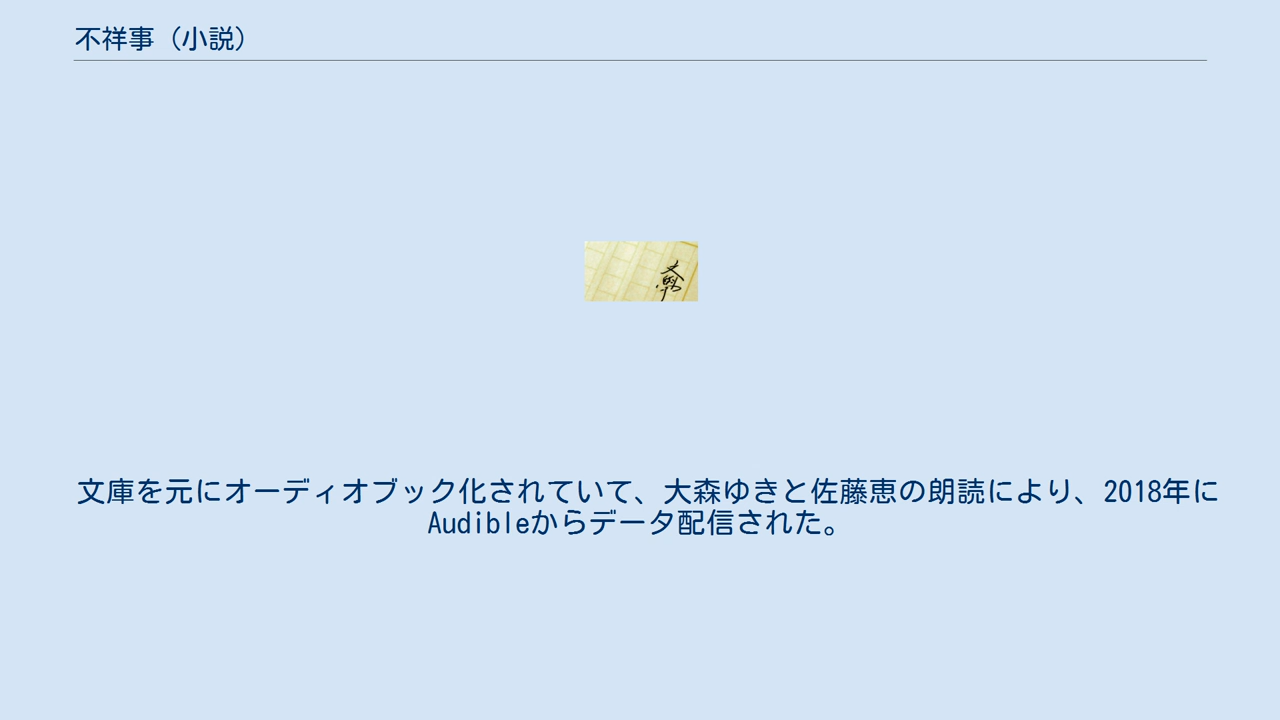 不祥事（小説）
文庫を元にオーディオブック化されていて、大森ゆきと佐藤恵の朗読により、2018年に
Audibleからデータ配信された。